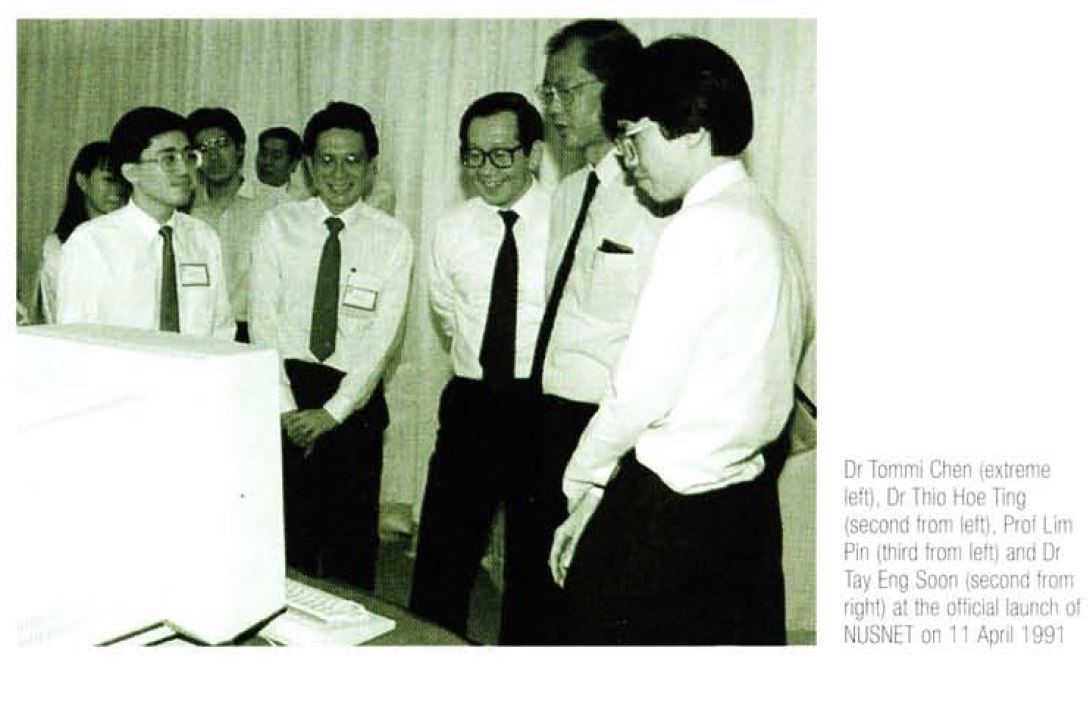 Dr Tommi Chen (extreme
left), Dr Thio Hoe Ting
(second from left), Prof Lim
Pin (third from left) and Dr
Tay Eng Soon (second from
right) at the official launch of
NUSNET on 11 April 1991